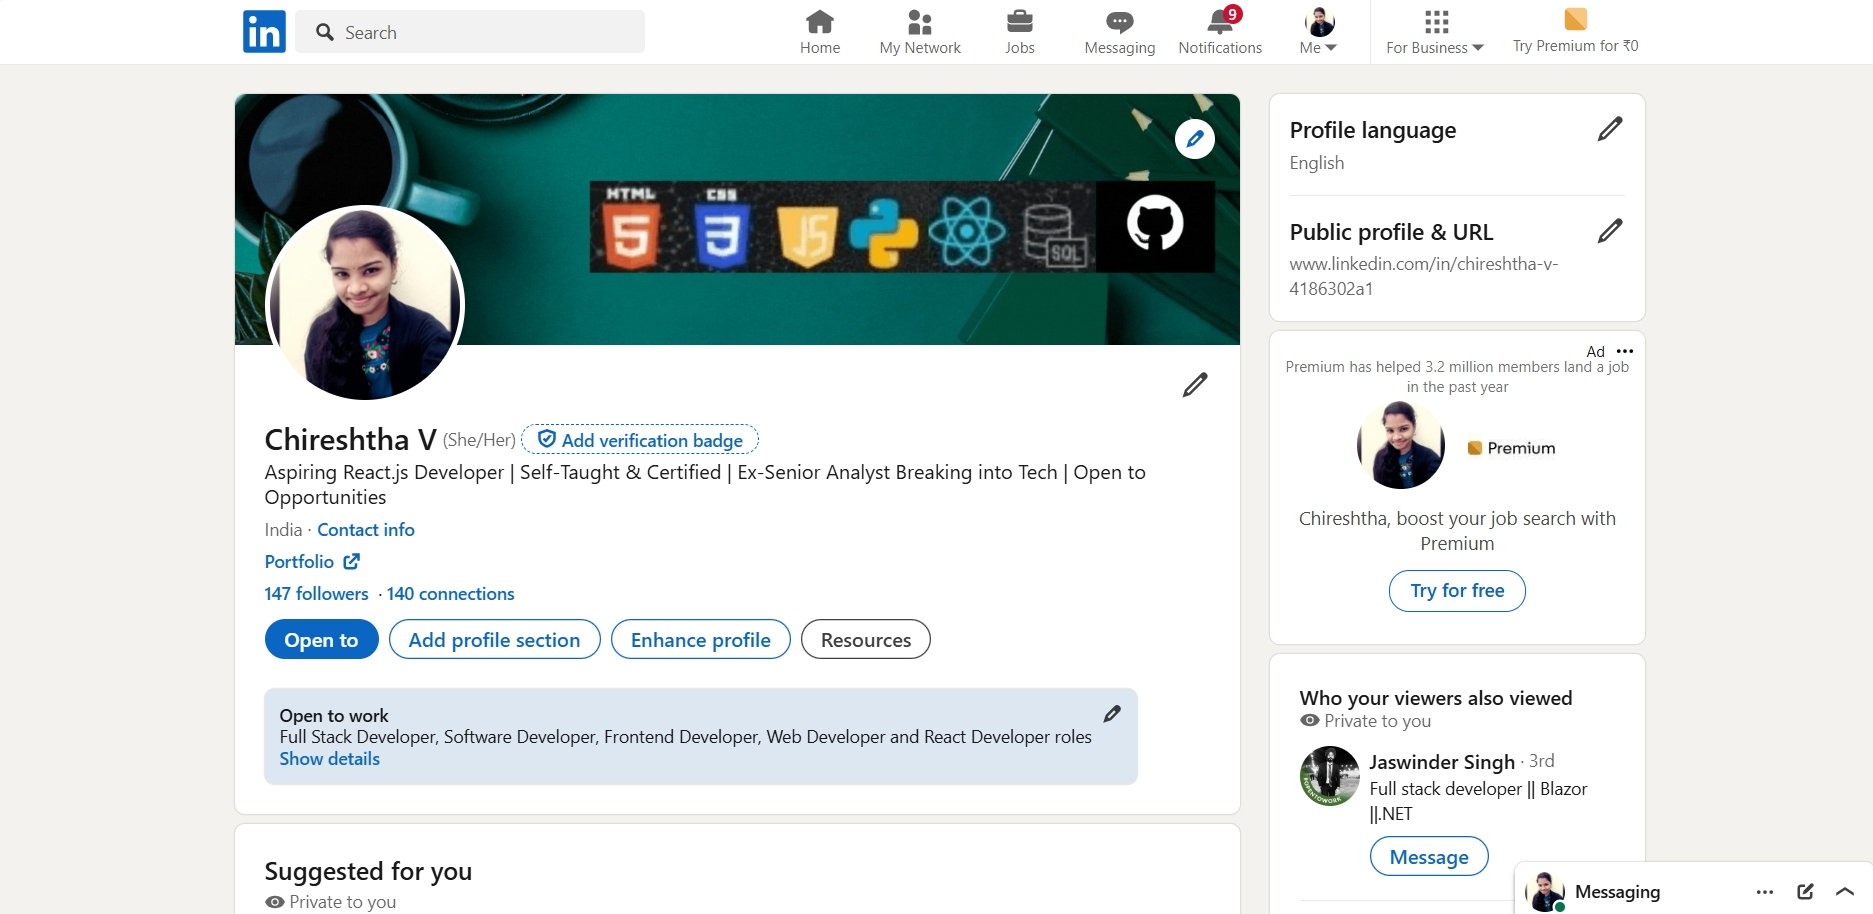 in
Search
Home
My Network
Jobs
Messaging
9
Notifications
Me
For Business
Try Premium for ₹0
HTML
CSS
5
3
JS
SQL
Chireshtha V (She/Her) Add verification badge
Aspiring React.js Developer | Self-Taught & Certified | Ex-Senior Analyst Breaking into Tech | Open to
Opportunities
India · Contact info
Portfolio
147 followers · 140 connections
Open to
Add profile section
Enhance profile
Resources
Open to work
Full Stack Developer, Software Developer, Frontend Developer, Web Developer and React Developer roles
Show details
Suggested for you
Private to you
Profile language
English
Public profile & URL
www.linkedin.com/in/chireshtha-v-
4186302a1
Ad
Premium has helped 3.2 million members land a job
in the past year
Premium
Chireshtha, boost your job search with
Premium
Try for free
Who your viewers also viewed
Private to you
Jaswinder Singh · 3rd
#OPENTOWORK
Full stack developer || Blazor
||.NET
Message
Messaging